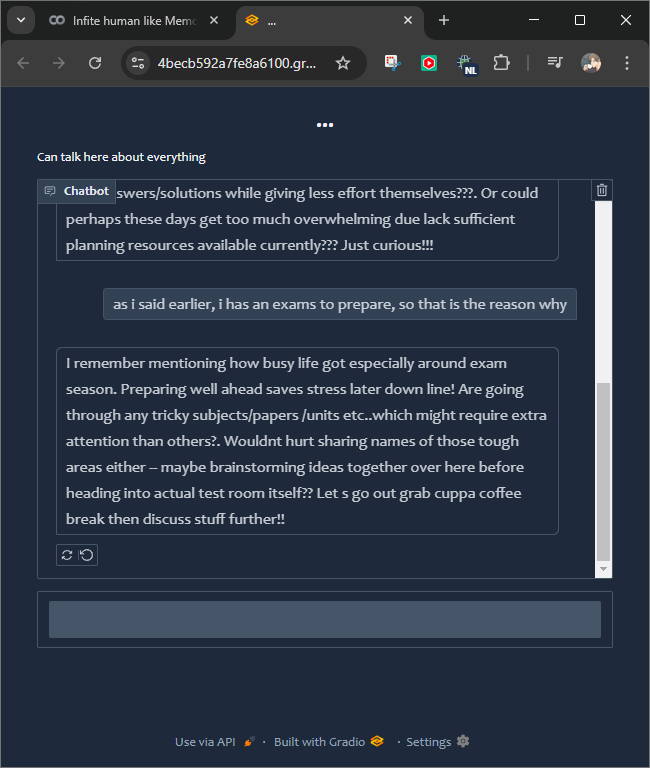 Infite human like Memo
...
4becb592a7fe8a6100.gr...
NL
...
Can talk here about everything
Chatbot
swers/solutions while giving less effort themselves???. Or could
perhaps these days get too much overwhelming due lack sufficient
planning resources available currently??? Just curious!!!
as i said earlier, i has an exams to prepare, so that is the reason why
I remember mentioning how busy life got especially around exam
season. Preparing well ahead saves stress later down line! Are going
through any tricky subjects/papers /units etc..which might require extra
attention than others?. Wouldnt hurt sharing names of those tough
areas either – maybe brainstorming ideas together over here before
heading into actual test room itself?? Let s go out grab cuppa coffee
break then discuss stuff further!!
Use via API · Built with Gradio · Settings